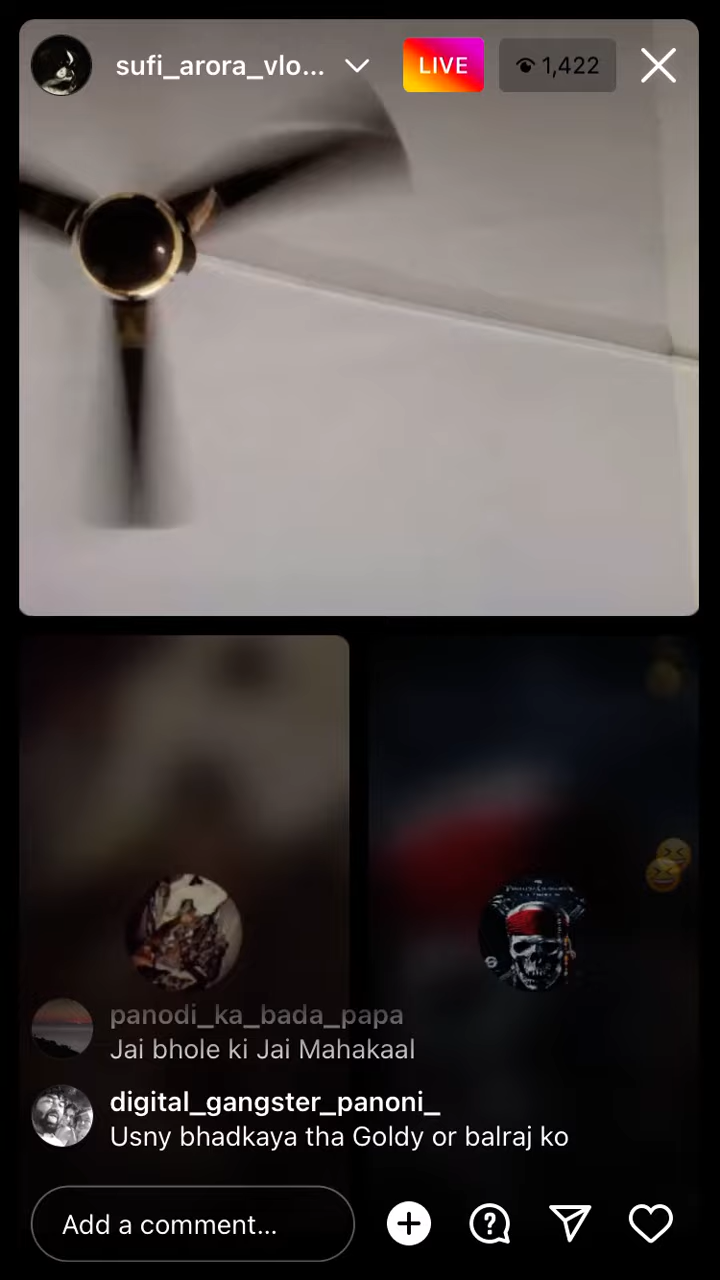 sufi_arora_vlo...
LIVE
1,422
panodi_ka_bada_papa
Jai bhole ki Jai Mahakaal
digital_gangster_panoni_
Usny bhadkaya tha Goldy or balraj ko
Add a comment...